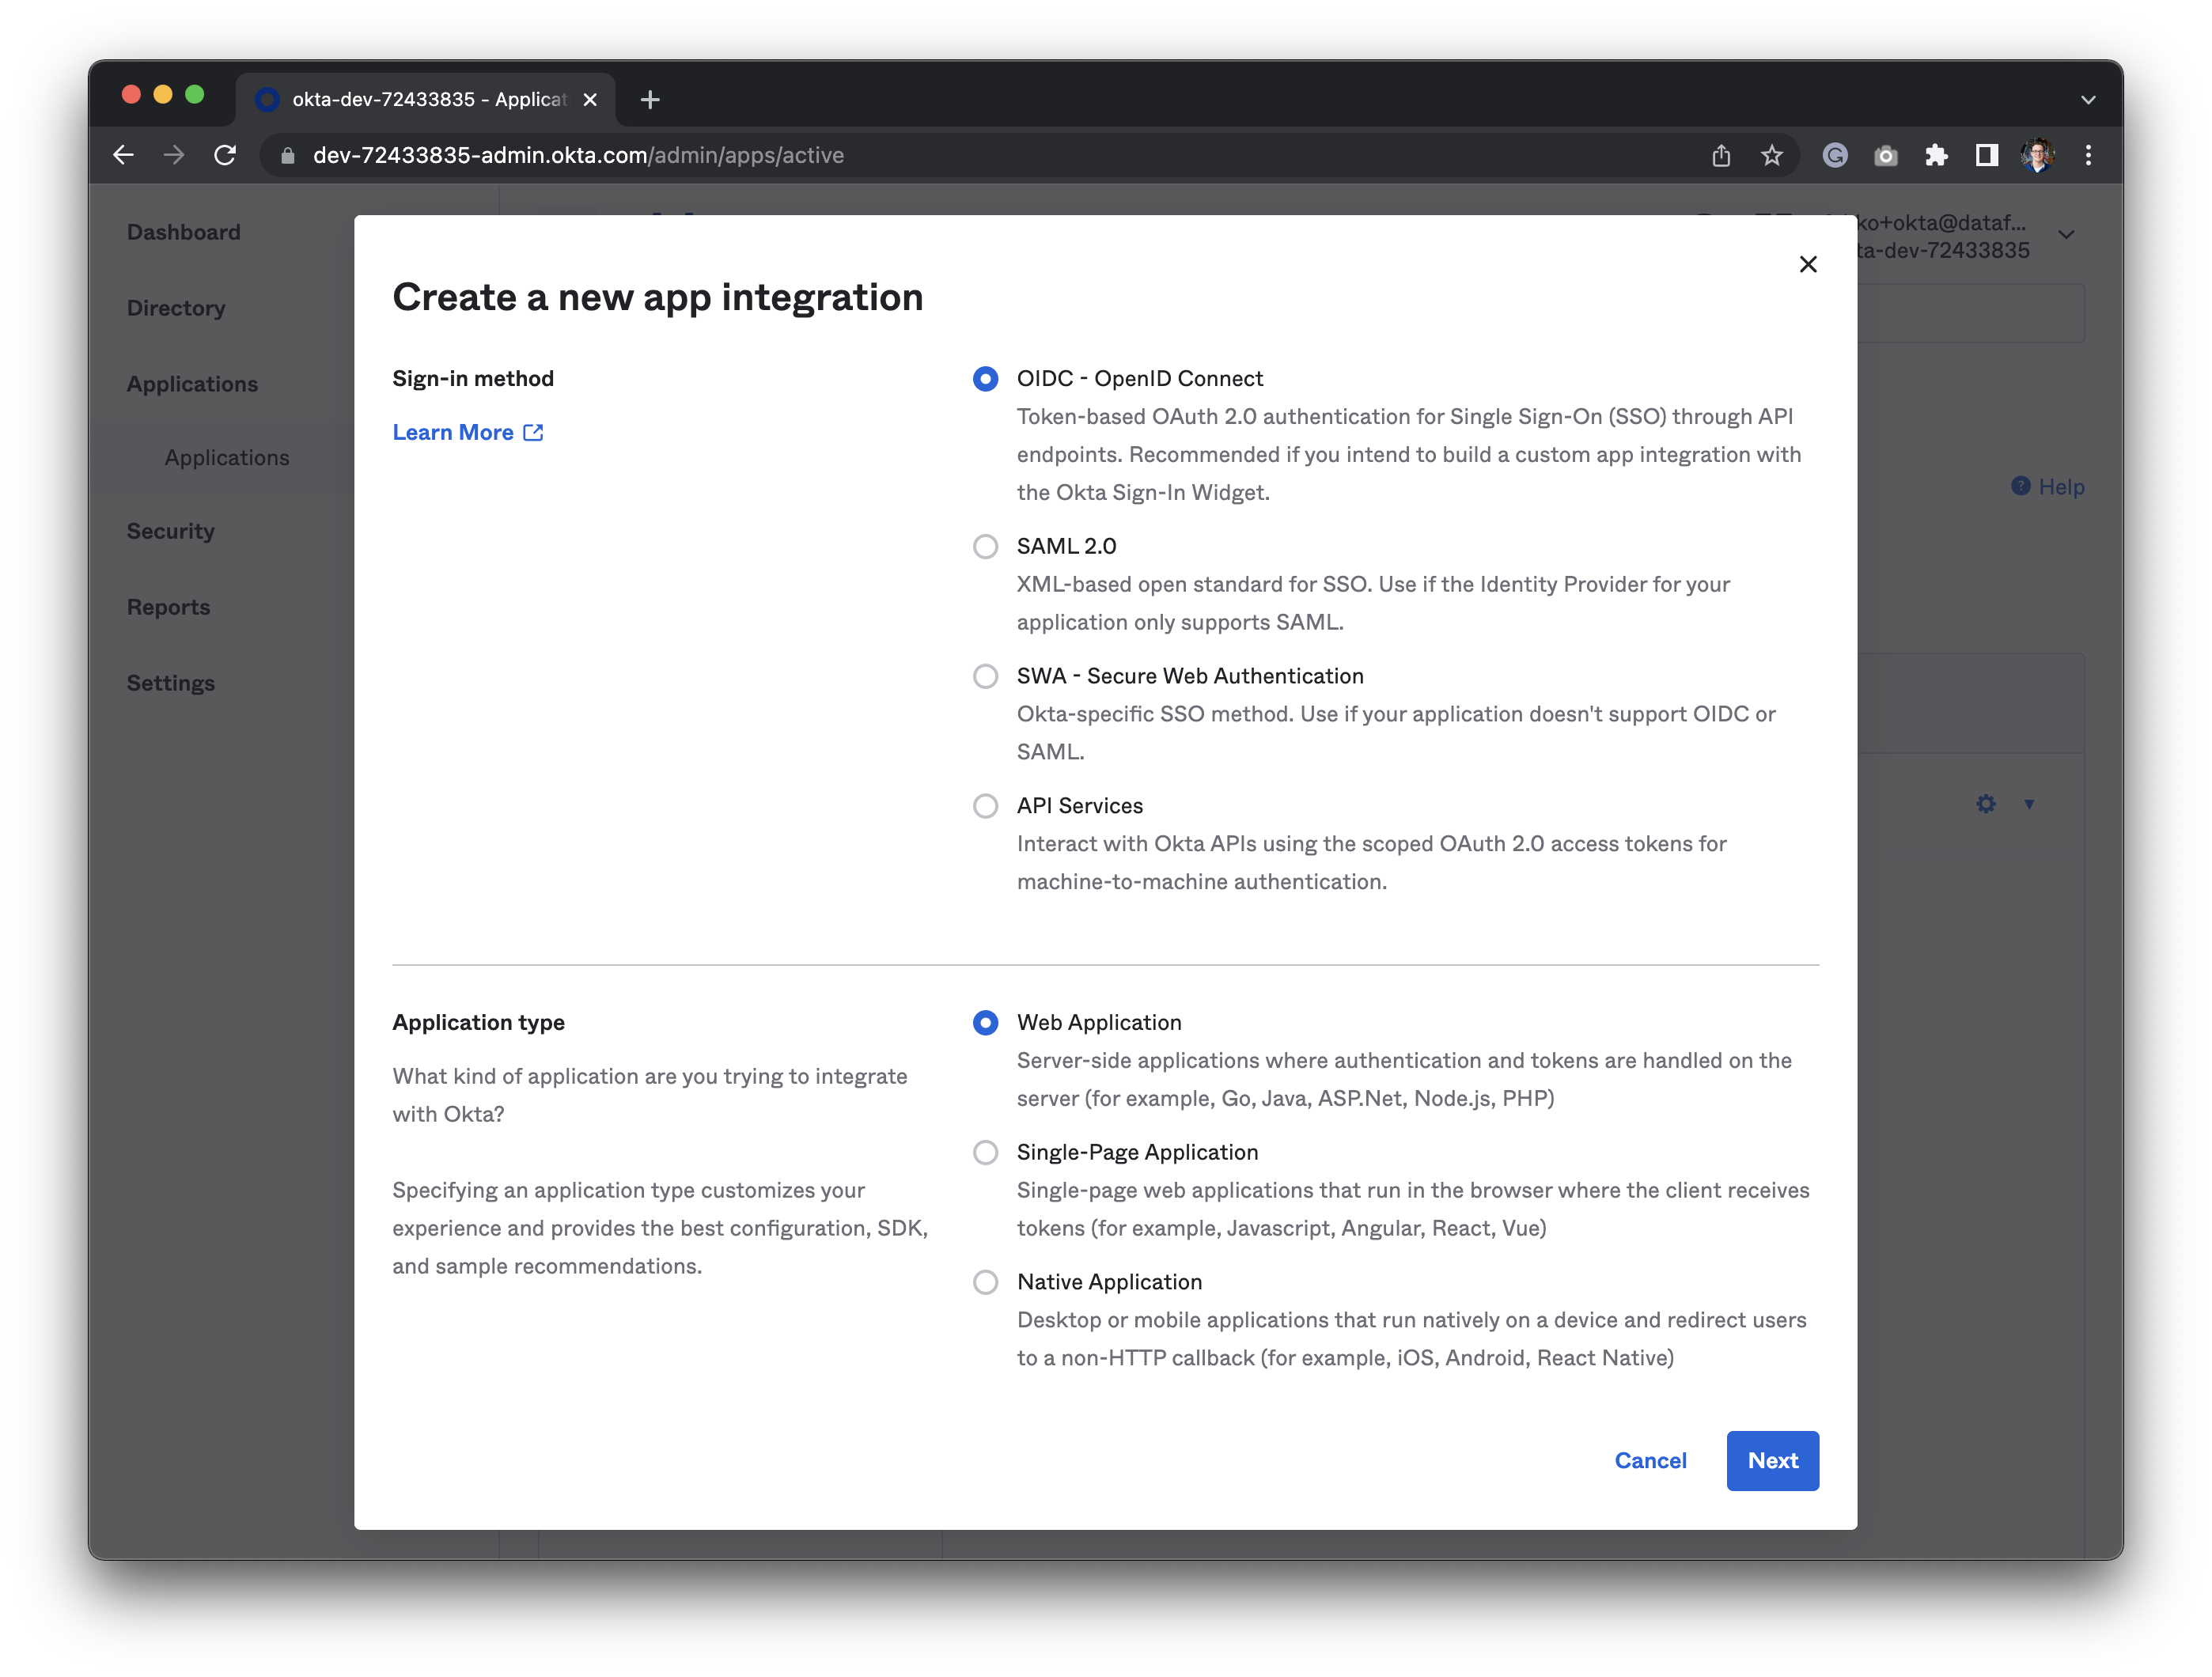 okta-dev-72433835 - Applicat
dev-72433835-admin.okta.com/admin/apps/active
Dashboard
Directory
Applications
Applications
Security
Reports
Settings
ko+okta@dataf...
ta-dev-72433835
Help
Create a new app integration
Sign-in method
Learn More
OIDC - OpenID Connect
Token-based OAuth 2.0 authentication for Single Sign-On (SSO) through API
endpoints. Recommended if you intend to build a custom app integration with
the Okta Sign-In Widget.
SAML 2.0
XML-based open standard for SSO. Use if the Identity Provider for your
application only supports SAML.
SWA - Secure Web Authentication
Okta-specific SSO method. Use if your application doesn't support OIDC or
SAML.
API Services
Interact with Okta APIs using the scoped OAuth 2.0 access tokens for
machine-to-machine authentication.
Application type
What kind of application are you trying to integrate
with Okta?
Specifying an application type customizes your
experience and provides the best configuration, SDK,
and sample recommendations.
Web Application
Server-side applications where authentication and tokens are handled on the
server (for example, Go, Java, ASP.Net, Node.js, PHP)
Single-Page Application
Single-page web applications that run in the browser where the client receives
tokens (for example, Javascript, Angular, React, Vue)
Native Application
Desktop or mobile applications that run natively on a device and redirect users
to a non-HTTP callback (for example, iOS, Android, React Native)
Cancel
Next